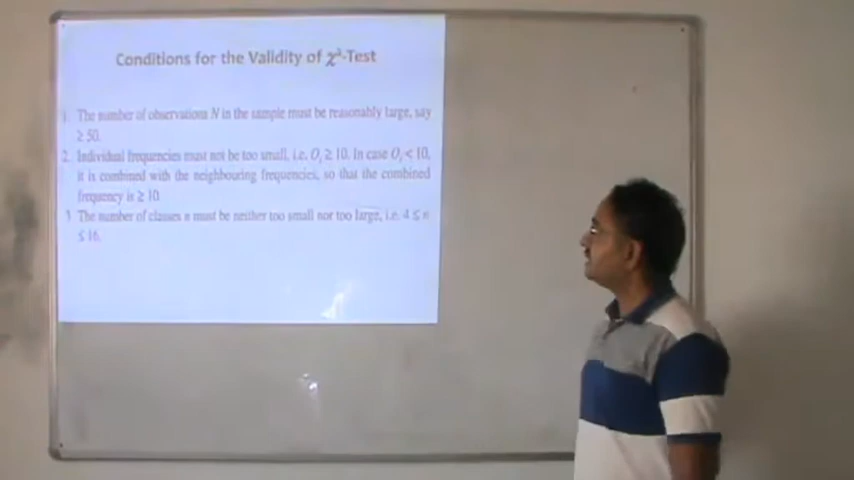 Conditions for the Validity of χ²-Test
1. The number of observations N in the sample must be reasonably large, say
≥ 50.
2. Individual frequencies must not be too small, i.e. Oᵢ ≥ 10. In case Oᵢ < 10,
it is combined with the neighbouring frequencies, so that the combined
frequency is ≥ 10.
3. The number of classes n must be neither too small nor too large, i.e. 4 ≤ n
≤ 16.